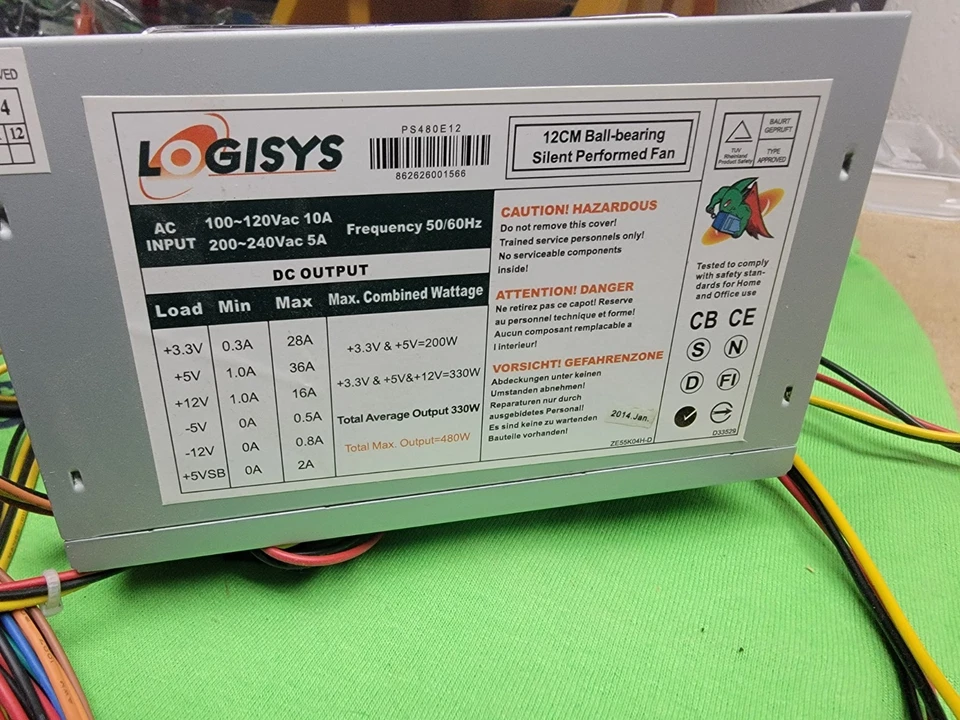 VED
4
12
LOGISYS
PS480E12
862626001566
12CM Ball-bearing
Silent Performed Fan
TUV
Rheinland
Product Safety
BAUART
GEPRUFT
TYPE
APPROVED
AC
INPUT
100~120Vac 10A
200~240Vac 5A
Frequency 50/60Hz
DC OUTPUT
Load Min Max Max. Combined Wattage
+3.3V 0.3A 28A +3.3V & +5V=200W
+5V 1.0A 36A
+12V 1.0A 16A +3.3V & +5V&+12V=330W
-5V 0A 0.5A Total Average Output 330W
-12V 0A 0.8A Total Max. Output=480W
+5VSB 0A 2A
CAUTION! HAZARDOUS
Do not remove this cover!
Trained service personnels only!
No serviceable components
inside!
ATTENTION! DANGER
Ne retirez pas ce capot! Reserve
au personnel technique et forme!
Aucun composant remplacable a
l interieur!
VORSICHT! GEFAHRENZONE
Abdeckungen unter keinen
Umstanden abnehmen!
Reparaturen nur durch
ausgebidetes Personal!
Es sind keine zu wartenden
Bauteile vorhanden!
2014.Jan.
ZE55K04H-D
Tested to comply
with safety stan-
dards for Home
and Office use
CB CE
S N
D FI
D33529